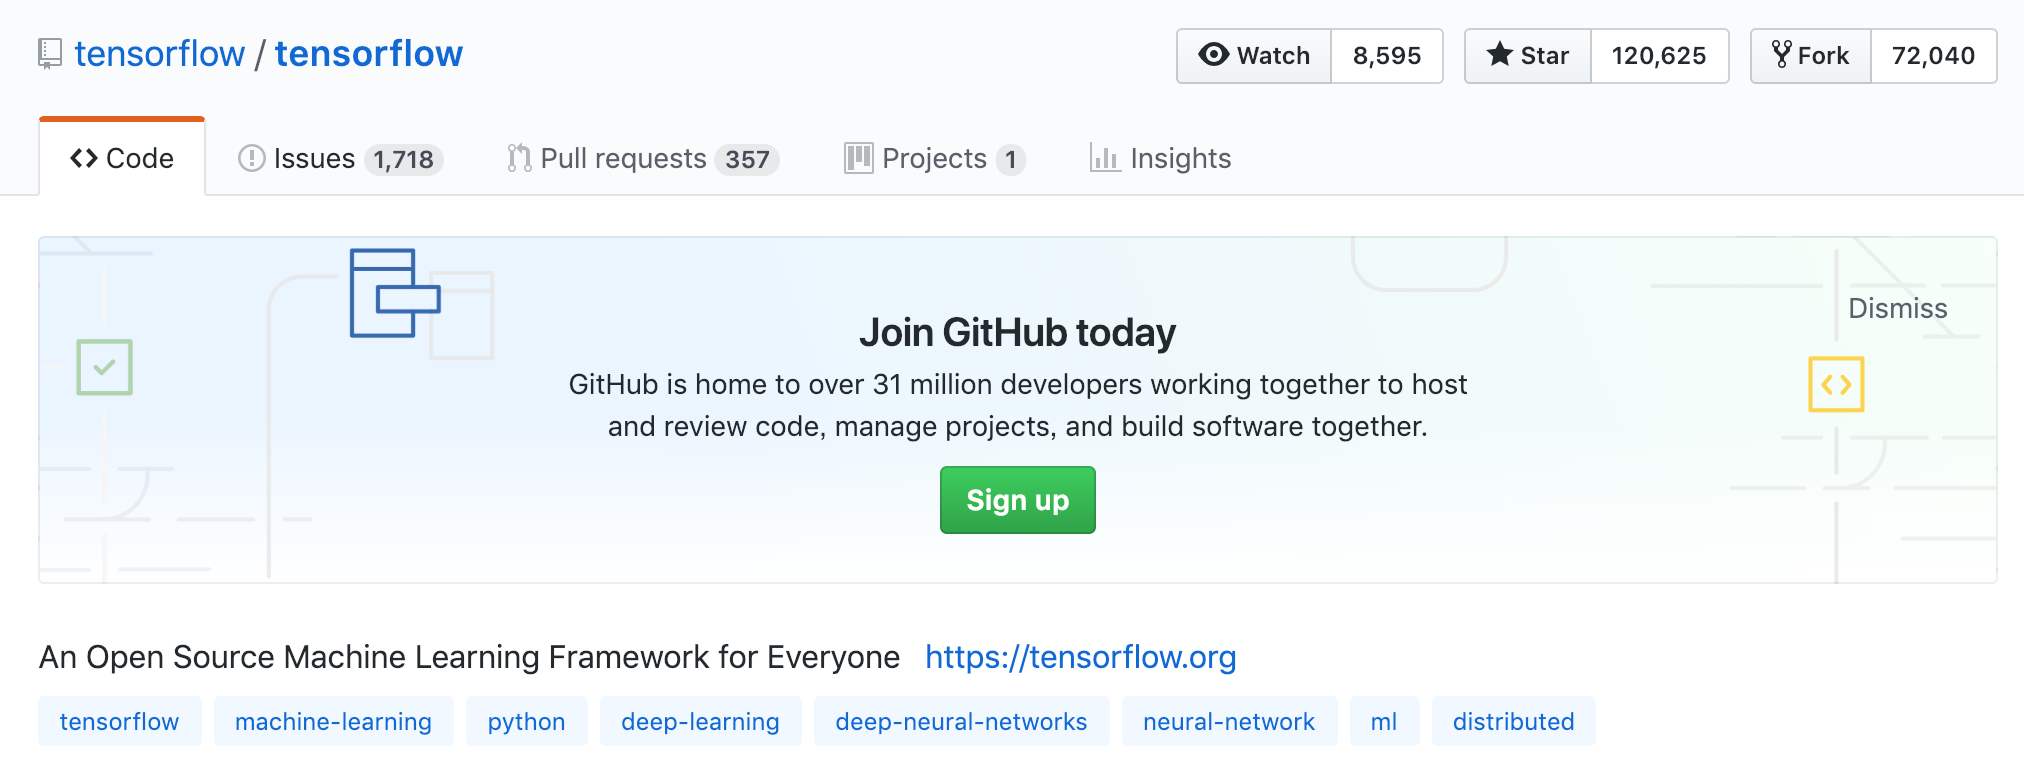 tensorflow / tensorflow
Watch 8,595 Star 120,625 Fork 72,040
Code Issues 1,718 Pull requests 357 Projects 1 Insights
Dismiss
Join GitHub today
GitHub is home to over 31 million developers working together to host
and review code, manage projects, and build software together.
Sign up
An Open Source Machine Learning Framework for Everyone https://tensorflow.org
tensorflow machine-learning python deep-learning deep-neural-networks neural-network ml distributed